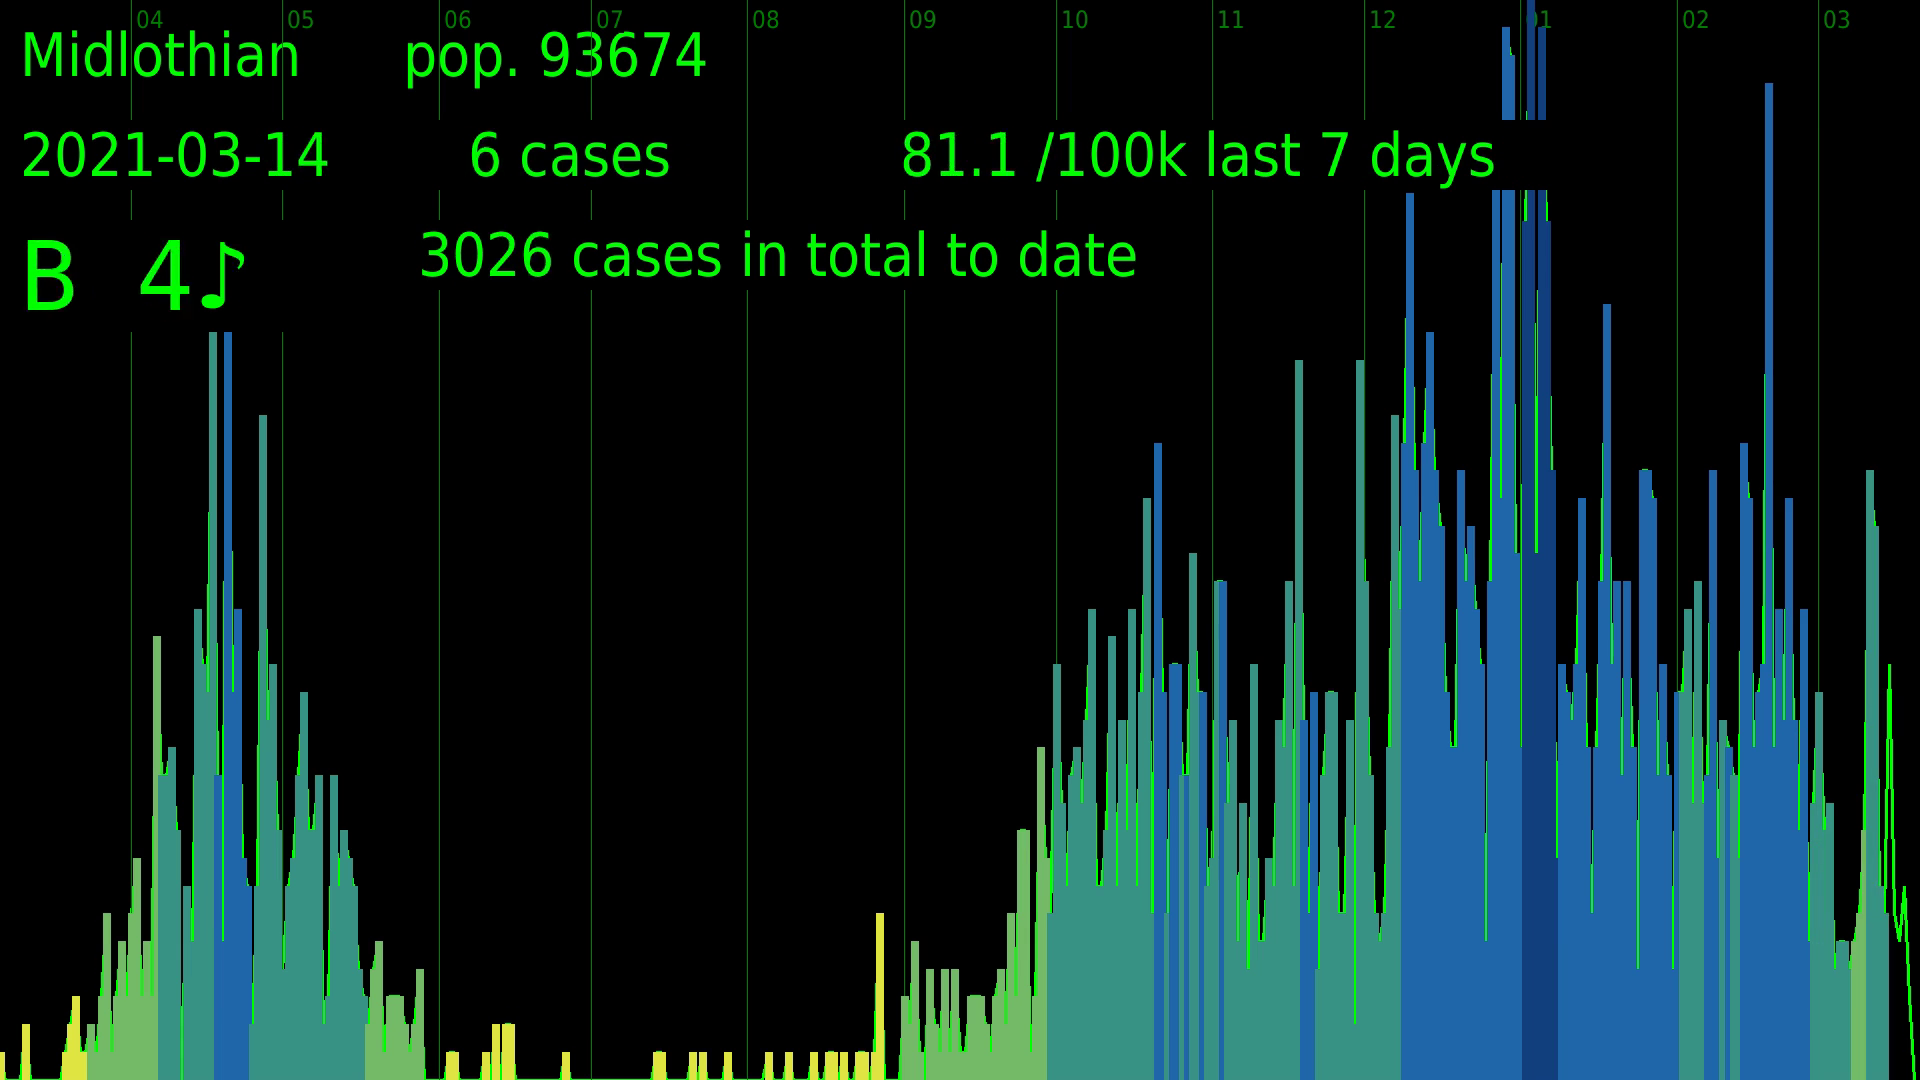 04 05 06 07 08 09 10 11 12 01 02 03
Midlothian pop. 93674
2021-03-14 6 cases 81.1 /100k last 7 days
B 4♪ 3026 cases in total to date